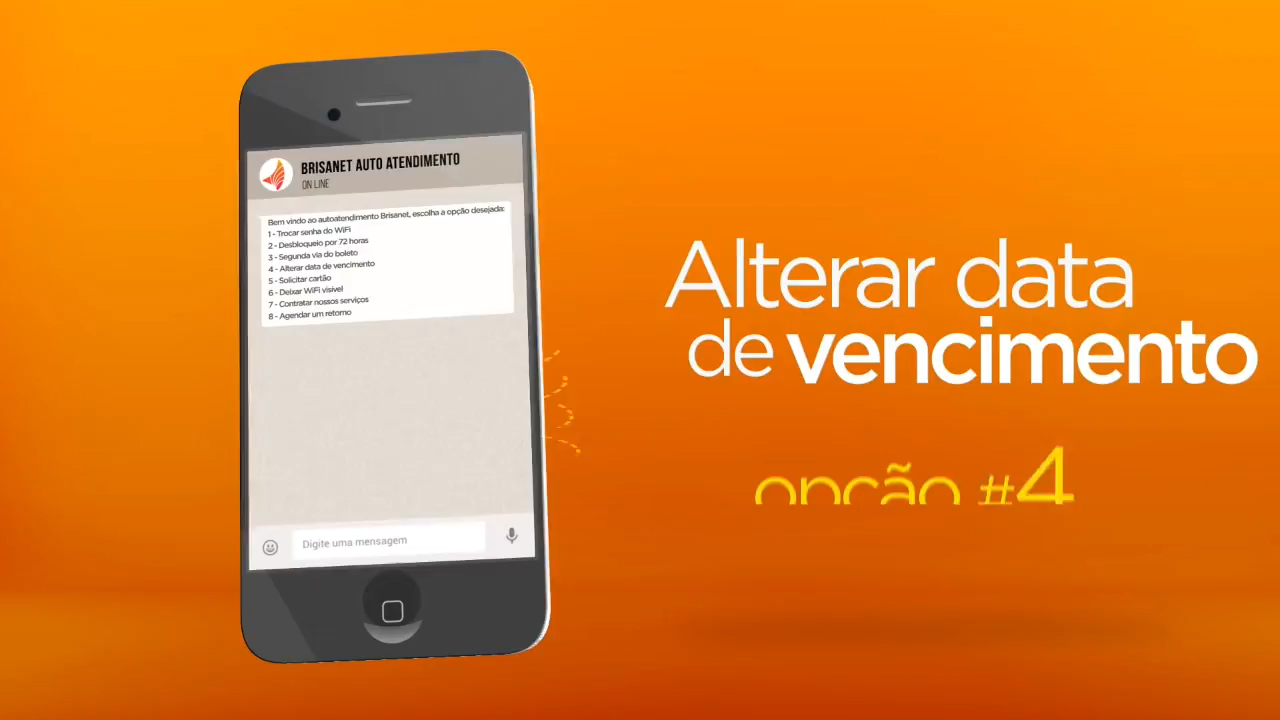 BRISANET AUTO ATENDIMENTO
ON LINE
Bem vindo ao autoatendimento Brisanet, escolha a opção desejada:
1 - Trocar senha do WiFi
2 - Desbloqueio por 72 horas
3 - Segunda via do boleto
4 - Alterar data de vencimento
5 - Solicitar cartão
6 - Deixar WiFi visível
7 - Contratar nossos serviços
8 - Agendar um retorno
Digite uma mensagem
Alterar data
de vencimento
opção #4